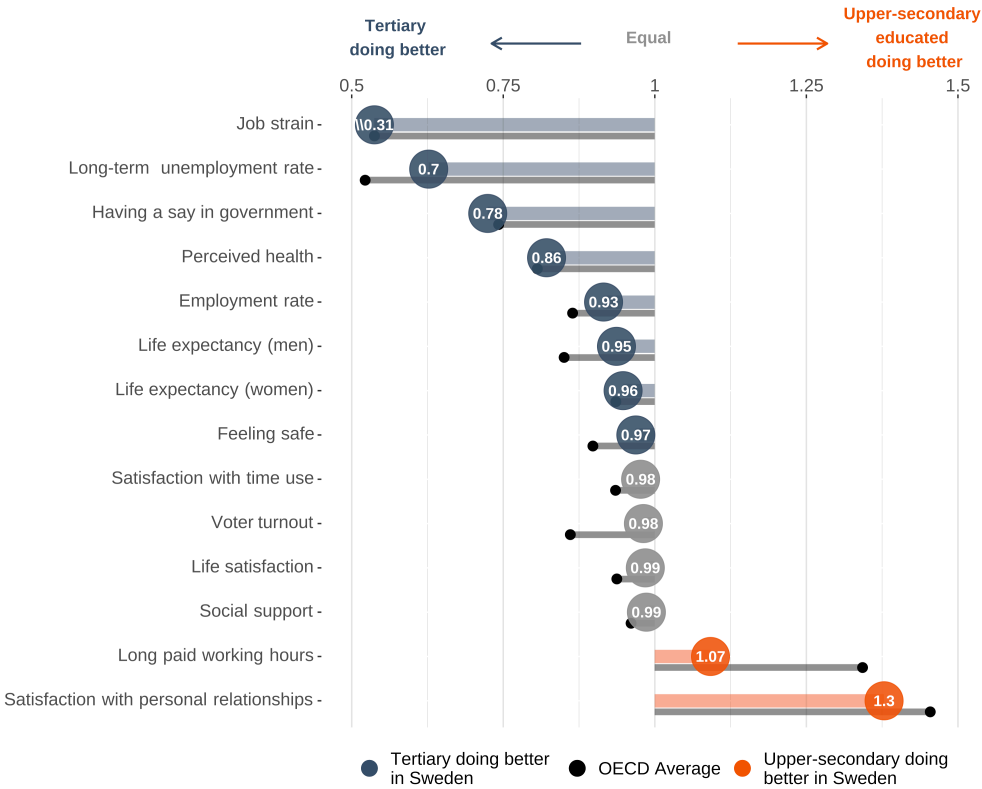 Tertiary
doing better
Equal
Upper-secondary
educated
doing better
0.5 0.75 1 1.25 1.5
Job strain \\0.31
Long-term unemployment rate 0.7
Having a say in government 0.78
Perceived health 0.86
Employment rate 0.93
Life expectancy (men) 0.95
Life expectancy (women) 0.96
Feeling safe 0.97
Satisfaction with time use 0.98
Voter turnout 0.98
Life satisfaction 0.99
Social support 0.99
Long paid working hours 1.07
Satisfaction with personal relationships 1.3
Tertiary doing better
in Sweden
OECD Average
Upper-secondary doing
better in Sweden